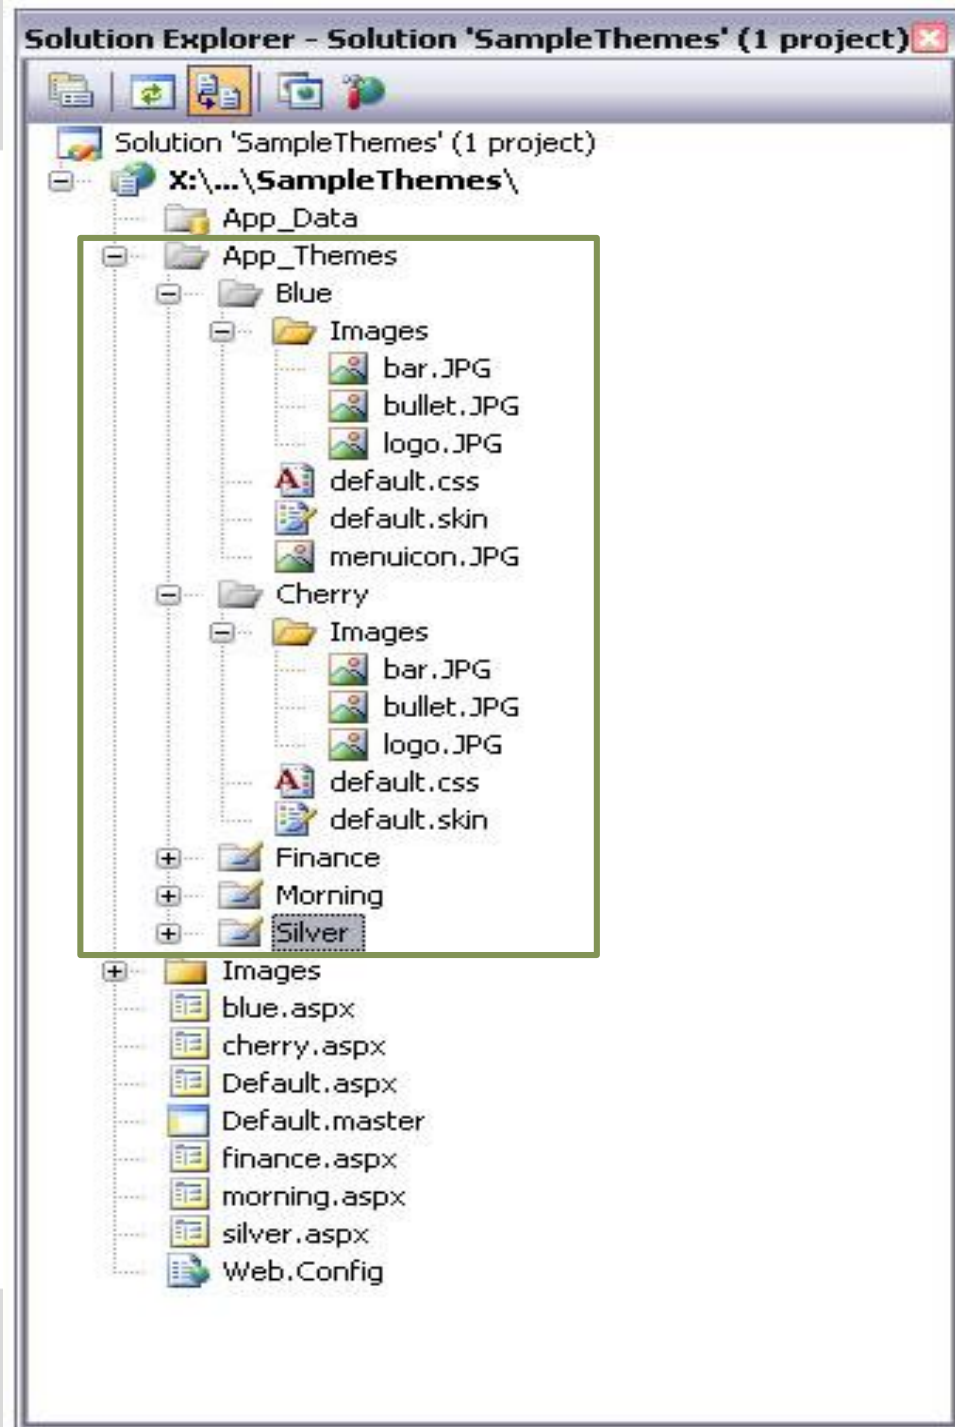 Solution Explorer - Solution 'SampleThemes' (1 project)
Solution 'SampleThemes' (1 project)
X:\...\SampleThemes\
App_Data
App_Themes
Blue
Images
bar.JPG
bullet.JPG
logo.JPG
default.css
default.skin
menuicon.JPG
Cherry
Images
bar.JPG
bullet.JPG
logo.JPG
default.css
default.skin
Finance
Morning
Silver
Images
blue.aspx
cherry.aspx
Default.aspx
Default.master
finance.aspx
morning.aspx
silver.aspx
Web.Config